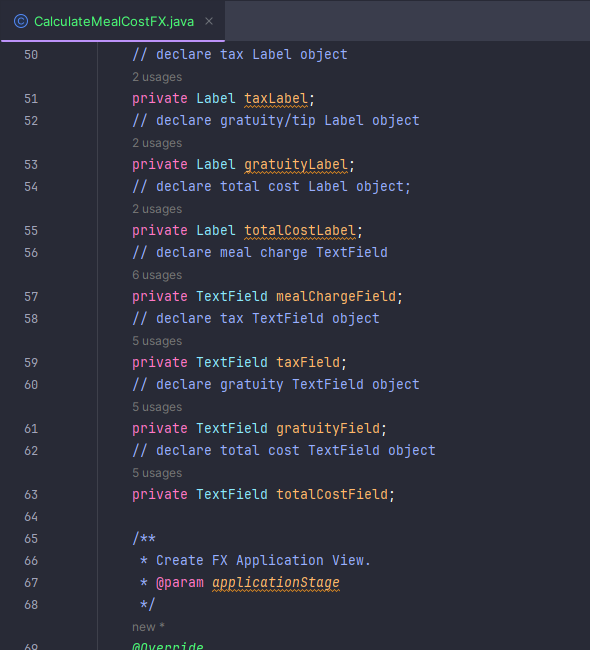 CalculateMealCostFX.java
50 // declare tax Label object
2 usages
51 private Label taxLabel;
52 // declare gratuity/tip Label object
2 usages
53 private Label gratuityLabel;
54 // declare total cost Label object;
2 usages
55 private Label totalCostLabel;
56 // declare meal charge TextField
6 usages
57 private TextField mealChargeField;
58 // declare tax TextField object
5 usages
59 private TextField taxField;
60 // declare gratuity TextField object
5 usages
61 private TextField gratuityField;
62 // declare total cost TextField object
5 usages
63 private TextField totalCostField;
64
65 /**
66 * Create FX Application View.
67 * @param applicationStage
68 */
new *
69 @Override